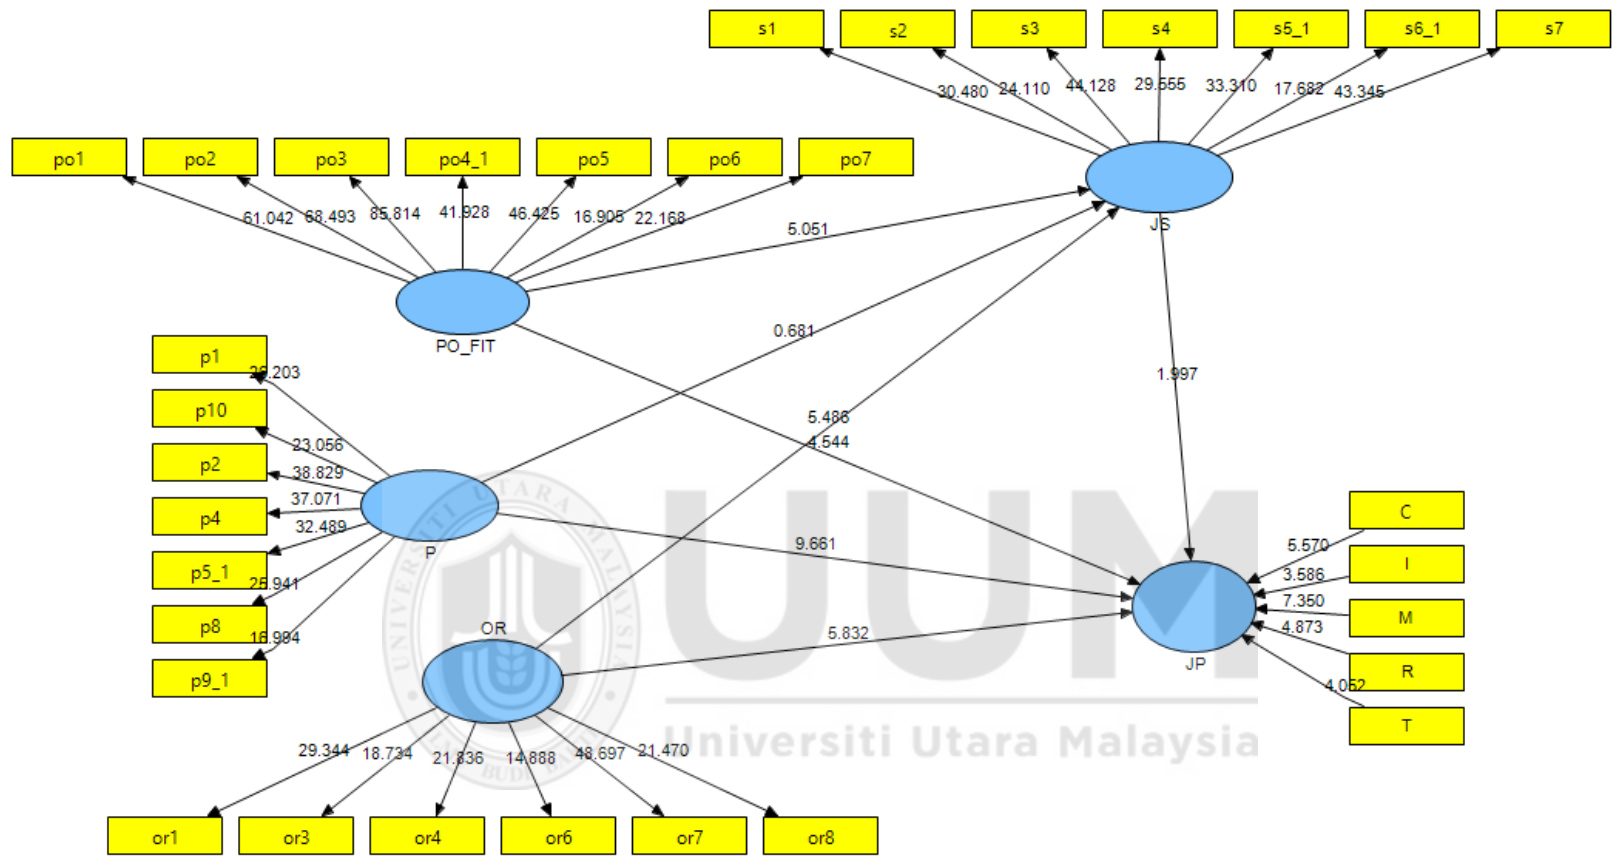 s1 s2 s3 s4 s5_1 s6_1 s7
30.480 24.110 44.128 29.555 33.310 17.682 43.345
po1 po2 po3 po4_1 po5 po6 po7
61.042 68.493 85.814 41.928 46.425 16.905 22.168
JS
5.051
PO_FIT
0.681
1.997
p1
p10
23.056
p2
38.829
37.071
p4
32.489
P
p5_1
25.941
p8
16.994
p9_1
5.486
4.544
9.661
OR
5.832
C
5.570
I
3.586
7.350
M
4.873
R
JP
4.052
T
UUM
Universiti Utara Malaysia
UNIVERSITI UTARA MALAYSIA
29.344 18.734 21.836 14.888 48.697 21.470
or1 or3 or4 or6 or7 or8